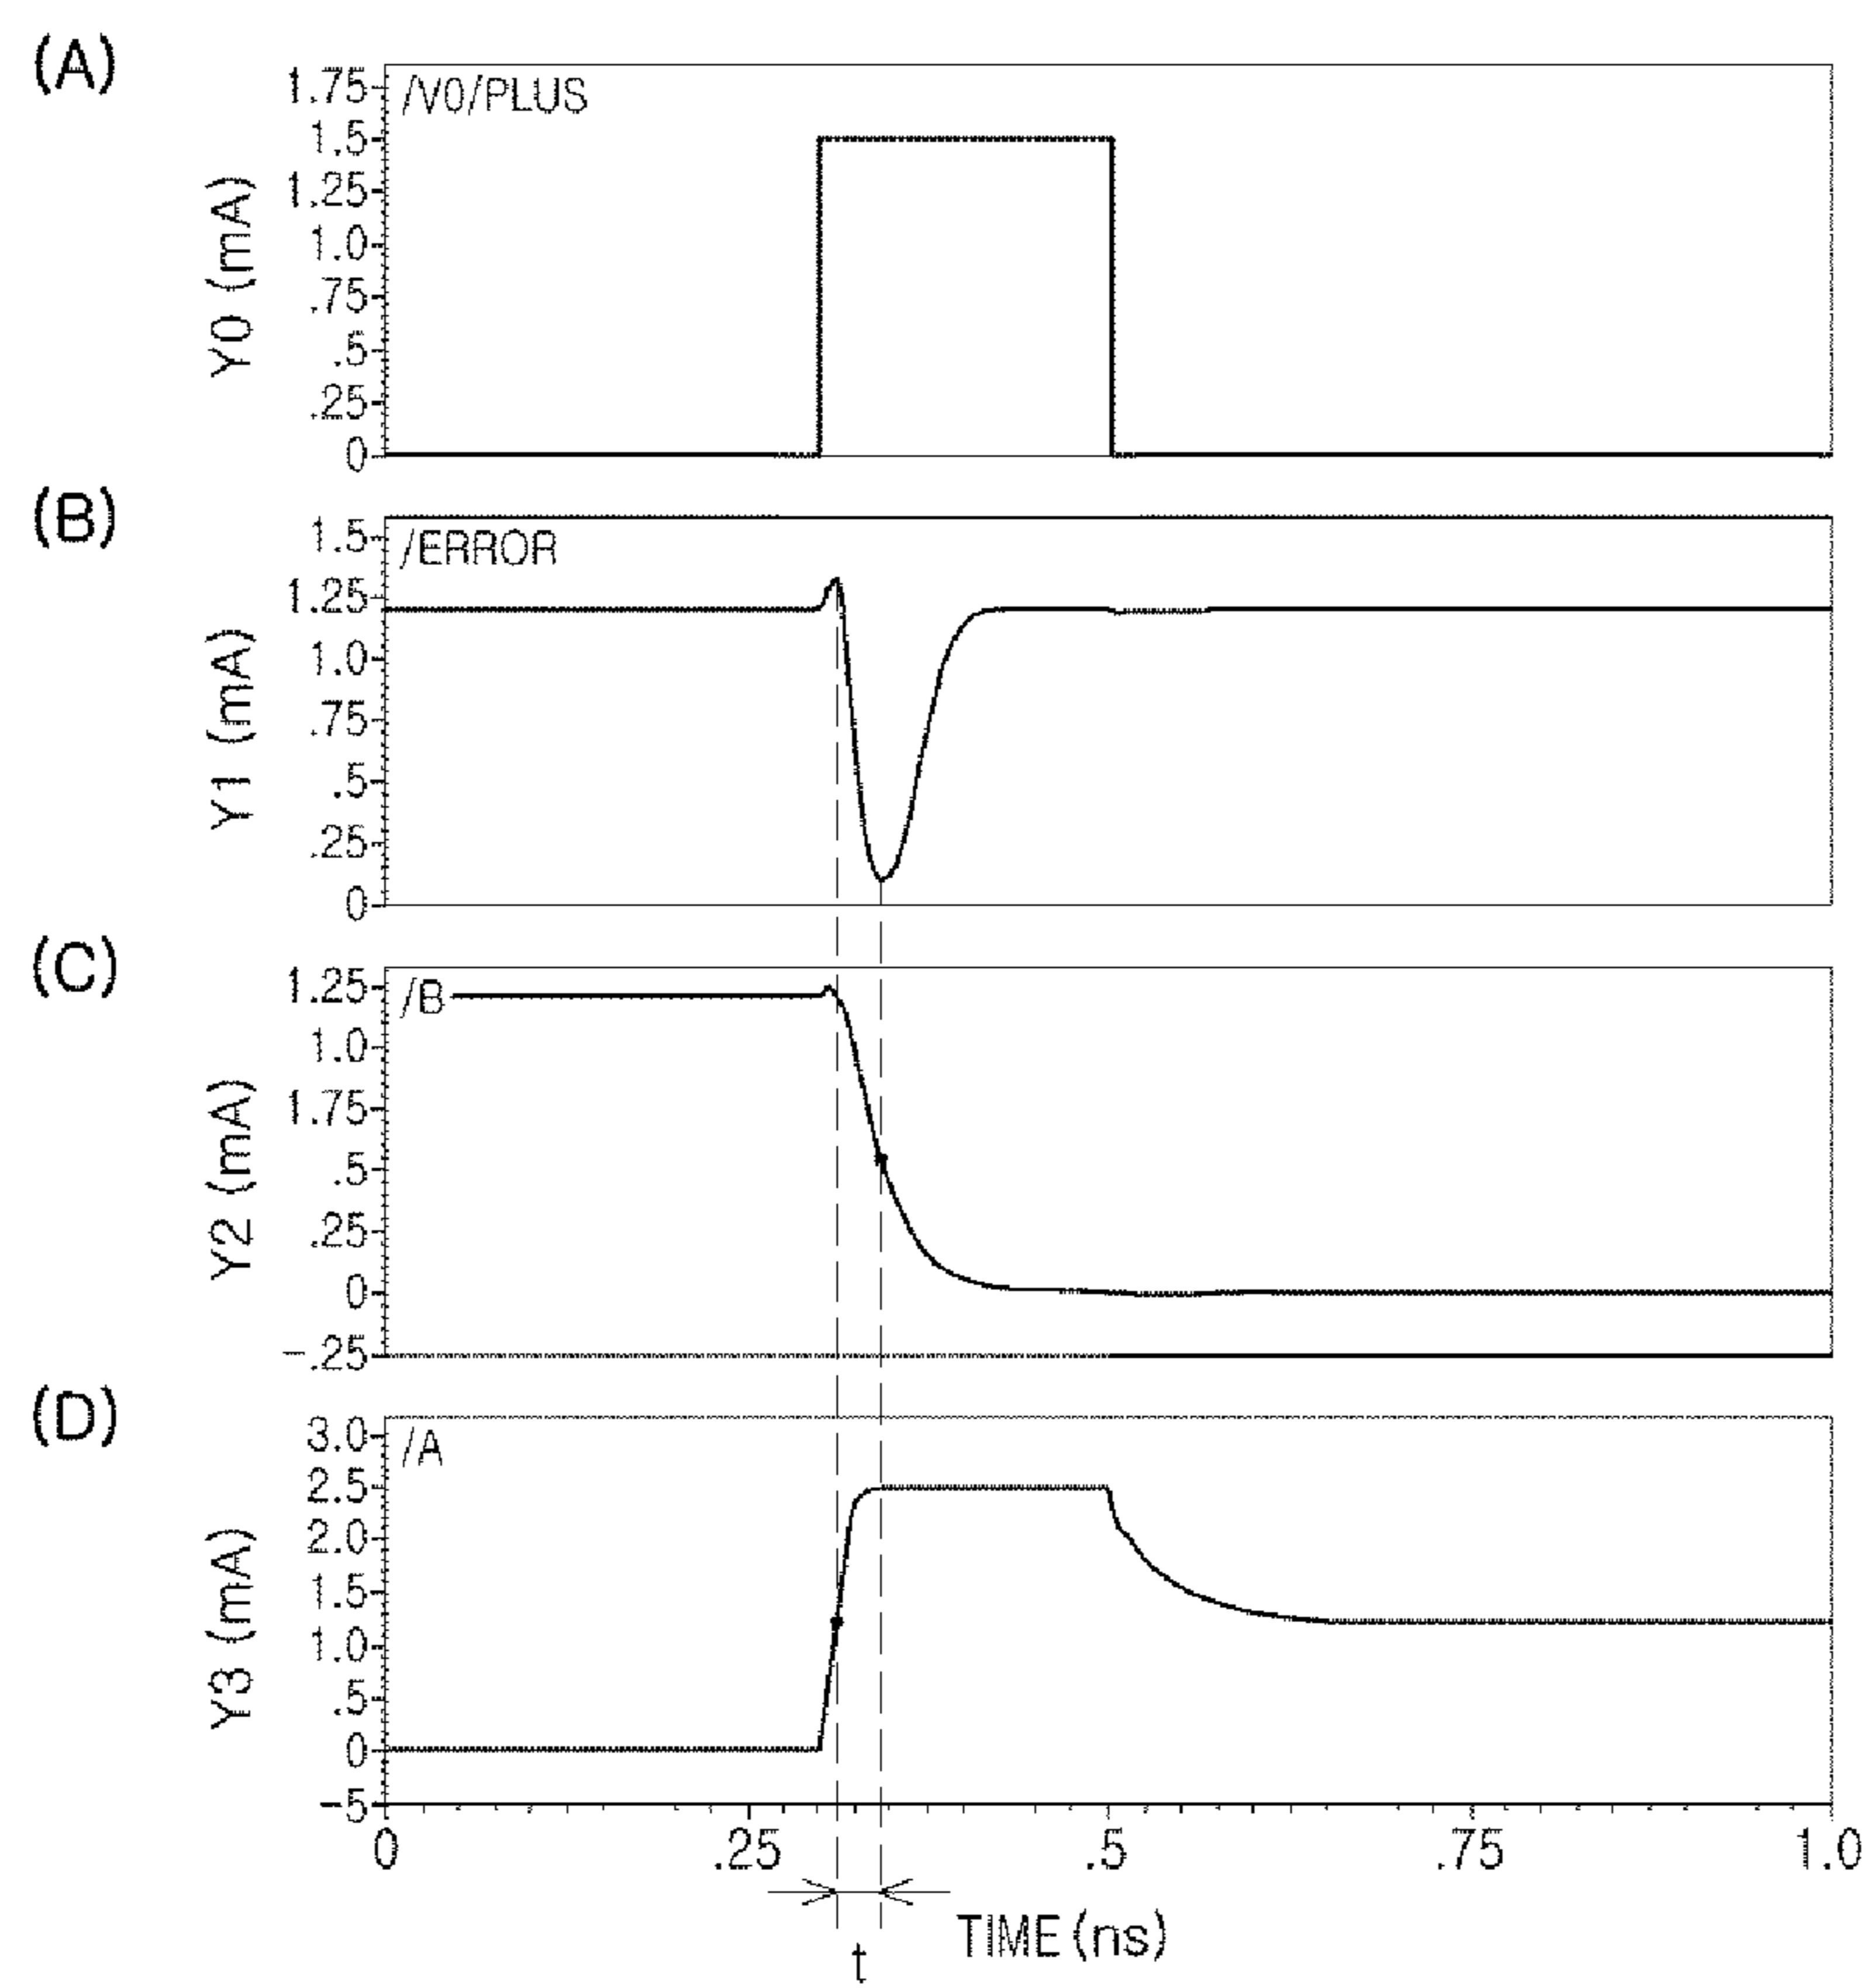 (A)
Y0 (mA)
1.75
1.5
1.25
1.0
.75
.5
.25
0
/V0/PLUS
(B)
Y1 (mA)
1.5
1.25
1.0
.75
.5
.25
0
/ERROR
(C)
Y2 (mA)
1.25
1.0
1.75
.5
.25
0
-.25
/B
(D)
Y3 (mA)
3.0
2.5
2.0
1.5
1.0
.5
0
-5
/A
0 .25 .5 .75 1.0
t
TIME (ns)